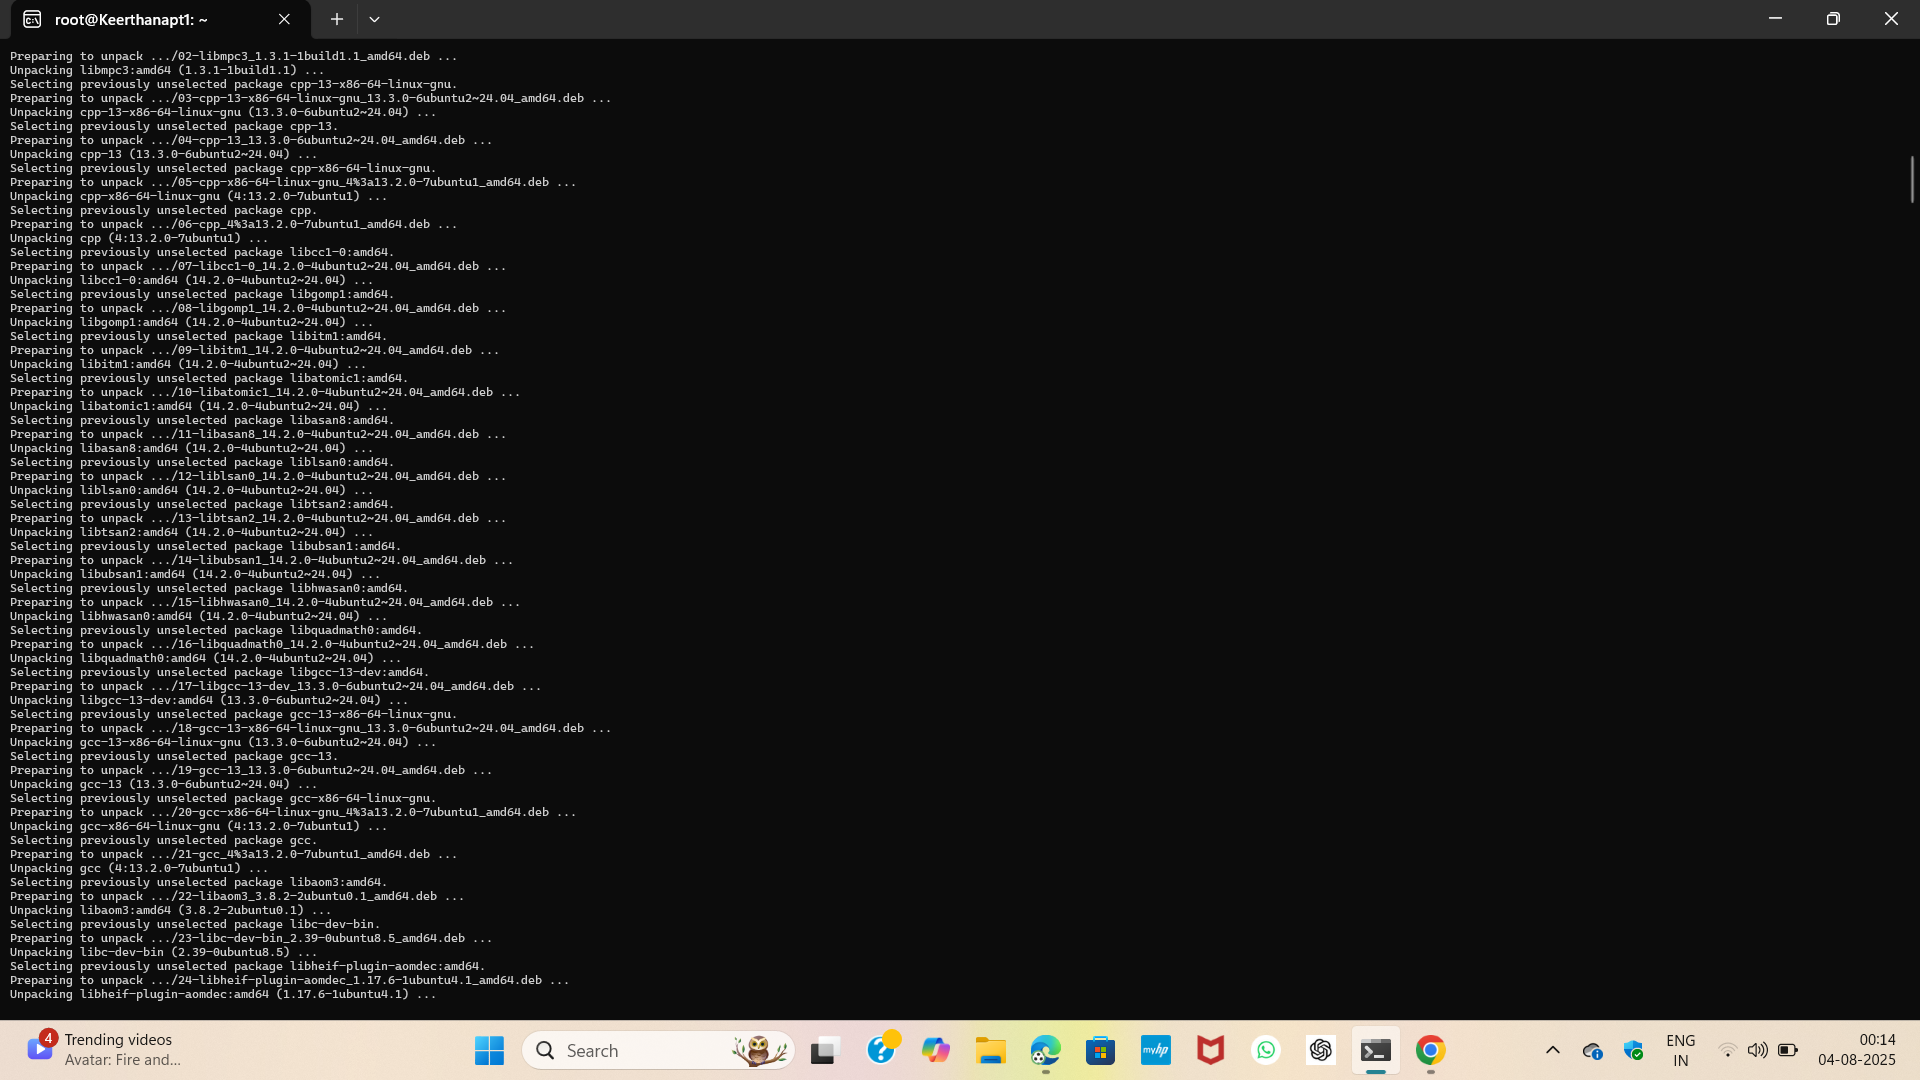 root@Keerthanapt1: ~
Preparing to unpack .../02-libmpc3_1.3.1-1build1.1_amd64.deb ...
Unpacking libmpc3:amd64 (1.3.1-1build1.1) ...
Selecting previously unselected package cpp-13-x86-64-linux-gnu.
Preparing to unpack .../03-cpp-13-x86-64-linux-gnu_13.3.0-6ubuntu2~24.04_amd64.deb ...
Unpacking cpp-13-x86-64-linux-gnu (13.3.0-6ubuntu2~24.04) ...
Selecting previously unselected package cpp-13.
Preparing to unpack .../04-cpp-13_13.3.0-6ubuntu2~24.04_amd64.deb ...
Unpacking cpp-13 (13.3.0-6ubuntu2~24.04) ...
Selecting previously unselected package cpp-x86-64-linux-gnu.
Preparing to unpack .../05-cpp-x86-64-linux-gnu_4%3a13.2.0-7ubuntu1_amd64.deb ...
Unpacking cpp-x86-64-linux-gnu (4:13.2.0-7ubuntu1) ...
Selecting previously unselected package cpp.
Preparing to unpack .../06-cpp_4%3a13.2.0-7ubuntu1_amd64.deb ...
Unpacking cpp (4:13.2.0-7ubuntu1) ...
Selecting previously unselected package libcc1-0:amd64.
Preparing to unpack .../07-libcc1-0_14.2.0-4ubuntu2~24.04_amd64.deb ...
Unpacking libcc1-0:amd64 (14.2.0-4ubuntu2~24.04) ...
Selecting previously unselected package libgomp1:amd64.
Preparing to unpack .../08-libgomp1_14.2.0-4ubuntu2~24.04_amd64.deb ...
Unpacking libgomp1:amd64 (14.2.0-4ubuntu2~24.04) ...
Selecting previously unselected package libitm1:amd64.
Preparing to unpack .../09-libitm1_14.2.0-4ubuntu2~24.04_amd64.deb ...
Unpacking libitm1:amd64 (14.2.0-4ubuntu2~24.04) ...
Selecting previously unselected package libatomic1:amd64.
Preparing to unpack .../10-libatomic1_14.2.0-4ubuntu2~24.04_amd64.deb ...
Unpacking libatomic1:amd64 (14.2.0-4ubuntu2~24.04) ...
Selecting previously unselected package libasan8:amd64.
Preparing to unpack .../11-libasan8_14.2.0-4ubuntu2~24.04_amd64.deb ...
Unpacking libasan8:amd64 (14.2.0-4ubuntu2~24.04) ...
Selecting previously unselected package liblsan0:amd64.
Preparing to unpack .../12-liblsan0_14.2.0-4ubuntu2~24.04_amd64.deb ...
Unpacking liblsan0:amd64 (14.2.0-4ubuntu2~24.04) ...
Selecting previously unselected package libtsan2:amd64.
Preparing to unpack .../13-libtsan2_14.2.0-4ubuntu2~24.04_amd64.deb ...
Unpacking libtsan2:amd64 (14.2.0-4ubuntu2~24.04) ...
Selecting previously unselected package libubsan1:amd64.
Preparing to unpack .../14-libubsan1_14.2.0-4ubuntu2~24.04_amd64.deb ...
Unpacking libubsan1:amd64 (14.2.0-4ubuntu2~24.04) ...
Selecting previously unselected package libhwasan0:amd64.
Preparing to unpack .../15-libhwasan0_14.2.0-4ubuntu2~24.04_amd64.deb ...
Unpacking libhwasan0:amd64 (14.2.0-4ubuntu2~24.04) ...
Selecting previously unselected package libquadmath0:amd64.
Preparing to unpack .../16-libquadmath0_14.2.0-4ubuntu2~24.04_amd64.deb ...
Unpacking libquadmath0:amd64 (14.2.0-4ubuntu2~24.04) ...
Selecting previously unselected package libgcc-13-dev:amd64.
Preparing to unpack .../17-libgcc-13-dev_13.3.0-6ubuntu2~24.04_amd64.deb ...
Unpacking libgcc-13-dev:amd64 (13.3.0-6ubuntu2~24.04) ...
Selecting previously unselected package gcc-13-x86-64-linux-gnu.
Preparing to unpack .../18-gcc-13-x86-64-linux-gnu_13.3.0-6ubuntu2~24.04_amd64.deb ...
Unpacking gcc-13-x86-64-linux-gnu (13.3.0-6ubuntu2~24.04) ...
Selecting previously unselected package gcc-13.
Preparing to unpack .../19-gcc-13_13.3.0-6ubuntu2~24.04_amd64.deb ...
Unpacking gcc-13 (13.3.0-6ubuntu2~24.04) ...
Selecting previously unselected package gcc-x86-64-linux-gnu.
Preparing to unpack .../20-gcc-x86-64-linux-gnu_4%3a13.2.0-7ubuntu1_amd64.deb ...
Unpacking gcc-x86-64-linux-gnu (4:13.2.0-7ubuntu1) ...
Selecting previously unselected package gcc.
Preparing to unpack .../21-gcc_4%3a13.2.0-7ubuntu1_amd64.deb ...
Unpacking gcc (4:13.2.0-7ubuntu1) ...
Selecting previously unselected package libaom3:amd64.
Preparing to unpack .../22-libaom3_3.8.2-2ubuntu0.1_amd64.deb ...
Unpacking libaom3:amd64 (3.8.2-2ubuntu0.1) ...
Selecting previously unselected package libc-dev-bin.
Preparing to unpack .../23-libc-dev-bin_2.39-0ubuntu8.5_amd64.deb ...
Unpacking libc-dev-bin (2.39-0ubuntu8.5) ...
Selecting previously unselected package libheif-plugin-aomdec:amd64.
Preparing to unpack .../24-libheif-plugin-aomdec_1.17.6-1ubuntu4.1_amd64.deb ...
Unpacking libheif-plugin-aomdec:amd64 (1.17.6-1ubuntu4.1) ...
4
Trending videos
Avatar: Fire and...
Search
myhp
ENG
IN
00:14
04-08-2025